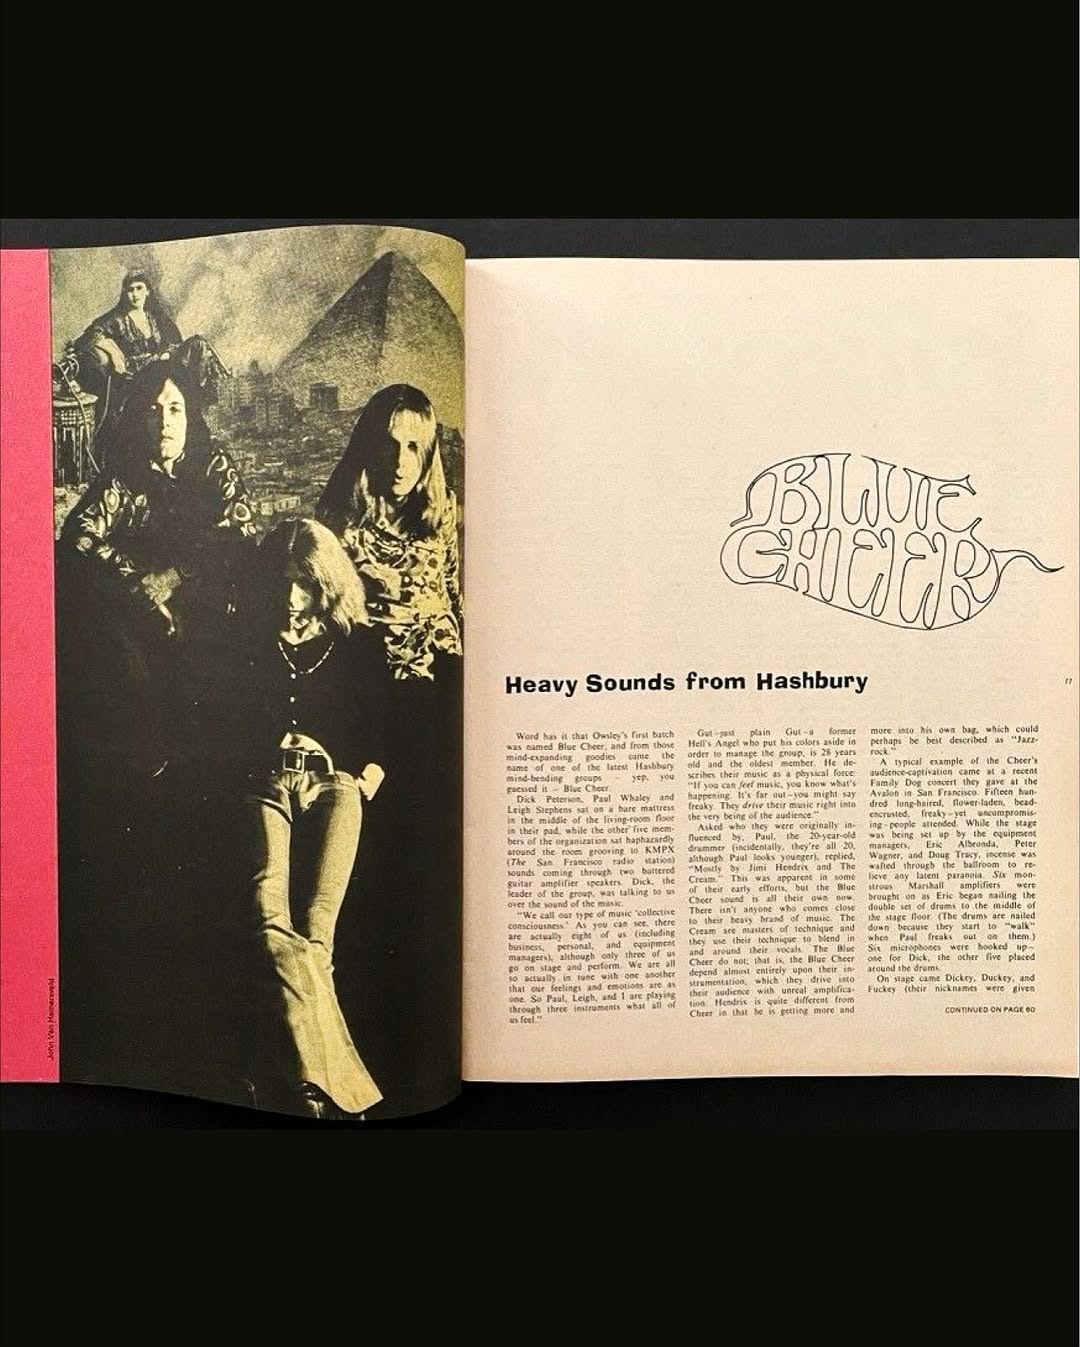 John Van Hamersveld
BLUE
CHEER
Heavy Sounds from Hashbury
11
Word has it that Owsley's first batch
was named Blue Cheer, and from those
mind-expanding goodies came the
name of one of the latest Hashbury
mind-bending groups – yep, you
guessed it – Blue Cheer.
Dick Peterson, Paul Whaley and
Leigh Stephens sat on a bare mattress
in the middle of the living-room floor
in their pad, while the other five mem-
bers of the organization sat haphazardly
around the room grooving to KMPX
(The San Francisco radio station)
sounds coming through two battered
guitar amplifier speakers. Dick, the
leader of the group, was talking to us
over the sound of the music.
"We call our type of music 'collective
consciousness.' As you can see, there
are actually eight of us (including
business, personal, and equipment
managers), although only three of us
go on stage and perform. We are all
so actually in tune with one another
that our feelings and emotions are as
one. So Paul, Leigh, and I are playing
through three instruments what all of
us feel."
Gut–just plain Gut–a former
Hell's Angel who put his colors aside in
order to manage the group, is 28 years
old and the oldest member. He de-
scribes their music as a physical force:
"If you can feel music, you know what's
happening. It's far out–you might say
freaky. They drive their music right into
the very being of the audience."
Asked who they were originally in-
fluenced by, Paul, the 20-year-old
drummer (incidentally, they're all 20,
although Paul looks younger), replied,
"Mostly by Jimi Hendrix and The
Cream." This was apparent in some
of their early efforts, but the Blue
Cheer sound is all their own now.
There isn't anyone who comes close
to their heavy brand of music. The
Cream are masters of technique and
they use their technique to blend in
and around their vocals. The Blue
Cheer do not; that is, the Blue Cheer
depend almost entirely upon their in-
strumentation, which they drive into
their audience with unreal amplifica-
tion. Hendrix is quite different from
Cheer in that he is getting more and
more into his own bag, which could
perhaps be best described as "Jazz-
rock."
A typical example of the Cheer's
audience-captivation came at a recent
Family Dog concert they gave at the
Avalon in San Francisco. Fifteen hun-
dred long-haired, flower-laden, bead-
encrusted, freaky–yet uncompromis-
ing–people attended. While the stage
was being set up by the equipment
managers, Eric Albronda, Peter
Wagner, and Doug Tracy, incense was
wafted through the ballroom to re-
lieve any latent paranoia. Six mon-
strous Marshall amplifiers were
brought on as Eric began nailing the
double set of drums to the middle of
the stage floor. (The drums are nailed
down because they start to "walk"
when Paul freaks out on them.)
Six microphones were hooked up–
one for Dick, the other five placed
around the drums.
On stage came Dickey, Duckey, and
Fuckey (their nicknames were given
CONTINUED ON PAGE 60